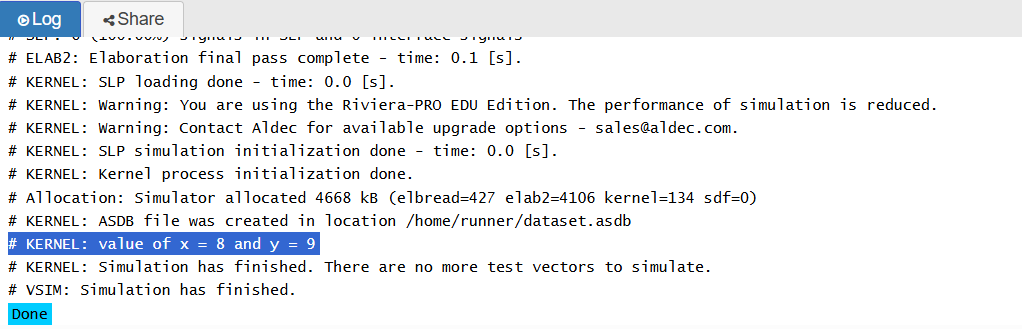 Log
Share
# SLP: 0 (100.00%) signals in SLP and 0 interface signals
# ELAB2: Elaboration final pass complete - time: 0.1 [s].
# KERNEL: SLP loading done - time: 0.0 [s].
# KERNEL: Warning: You are using the Riviera-PRO EDU Edition. The performance of simulation is reduced.
# KERNEL: Warning: Contact Aldec for available upgrade options - sales@aldec.com.
# KERNEL: SLP simulation initialization done - time: 0.0 [s].
# KERNEL: Kernel process initialization done.
# Allocation: Simulator allocated 4668 kB (elbread=427 elab2=4106 kernel=134 sdf=0)
# KERNEL: ASDB file was created in location /home/runner/dataset.asdb
# KERNEL: value of x = 8 and y = 9
# KERNEL: Simulation has finished. There are no more test vectors to simulate.
# VSIM: Simulation has finished.
Done